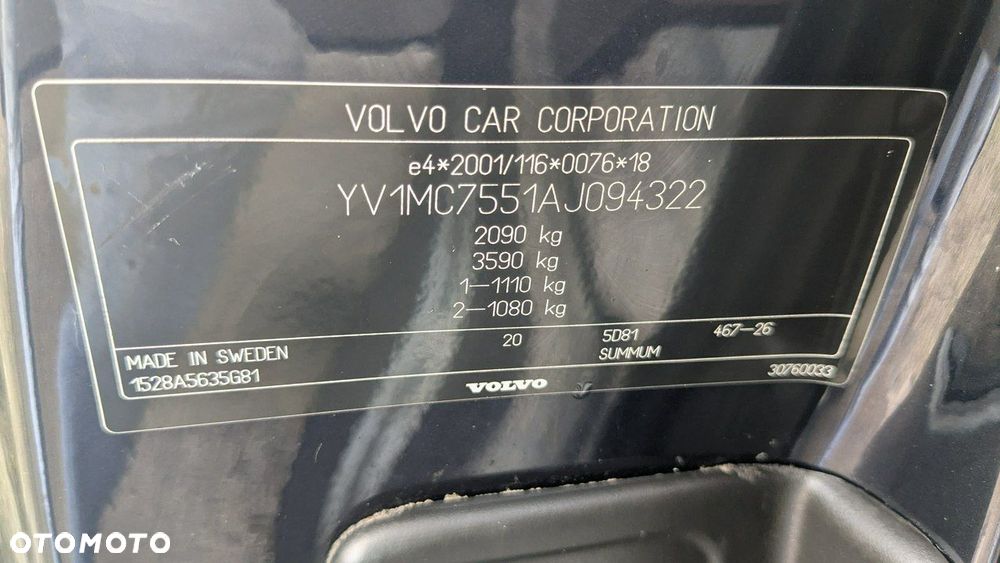 VOLVO CAR CORPORATION
e4*2001/116*0076*18
YV1MC7551AJ094322
2090 kg
3590 kg
1-1110 kg
2-1080 kg
MADE IN SWEDEN 20 5D81 467-26
1528A5635G81 SUMMUM 30760033
VOLVO
OTOMOTO